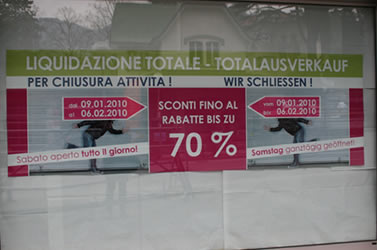 LIQUIDAZIONE TOTALE - TOTALAUSVERKAUF
PER CHIUSURA ATTIVITA !
WIR SCHLIESSEN !
dal. 09.01.2010
al 06.02.2010
SCONTI FINO AL
RABATTE BIS ZU
70 %
vom: 09.01.2010
bis: 06.02.2010
Sabato aperto tutto il giorno!
Samstag ganztägig geöffnet!